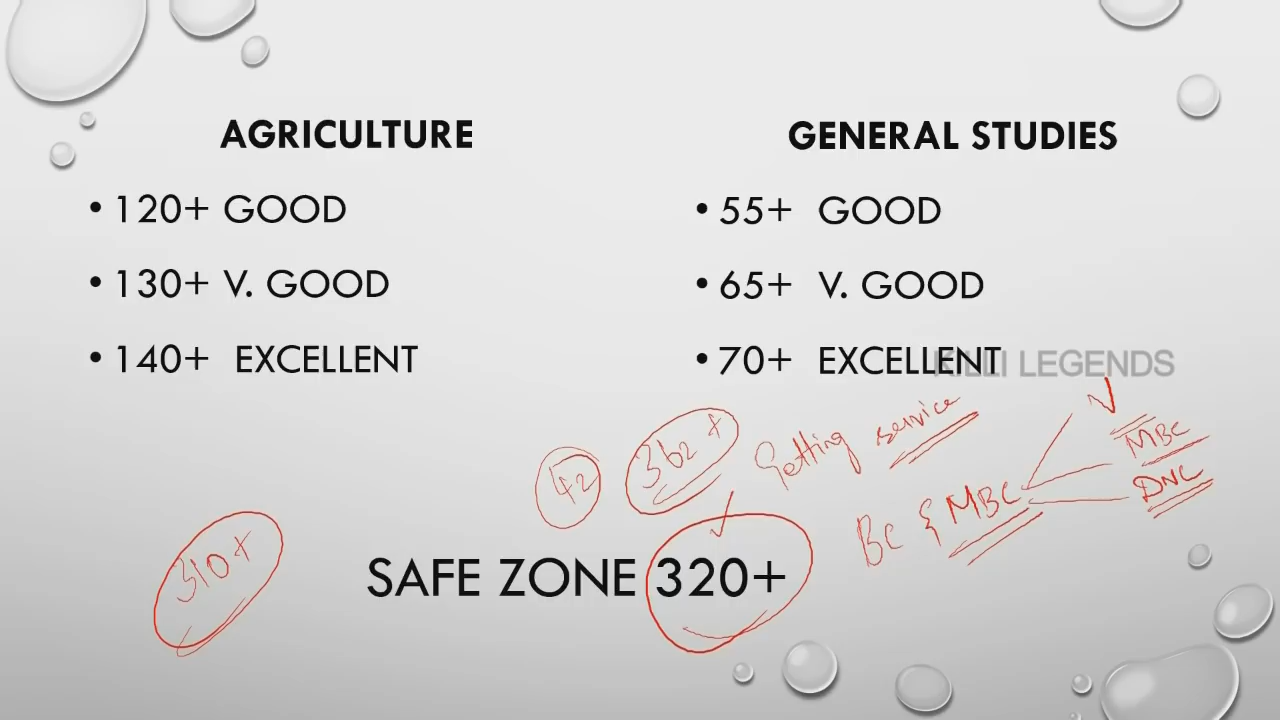 AGRICULTURE
• 120+ GOOD
• 130+ V. GOOD
• 140+ EXCELLENT
GENERAL STUDIES
• 55+ GOOD
• 65+ V. GOOD
• 70+ EXCELLENT
KILLI LEGENDS
42
362 +
Getting service
BC & MBC
MBC
DNC
310+
SAFE ZONE 320+